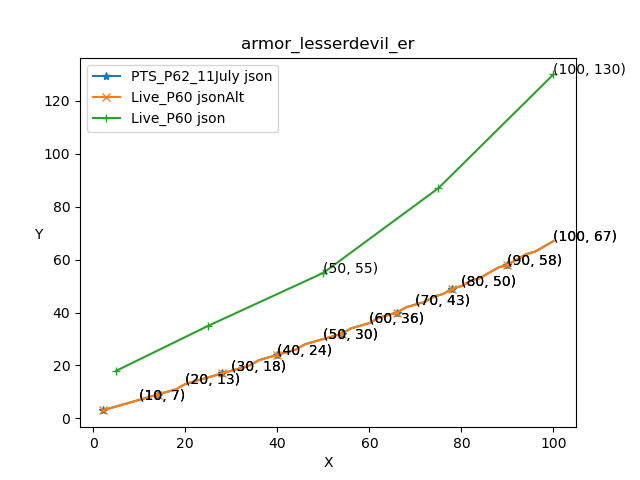 armor_lesserdevil_er
PTS_P62_11July json
Live_P60 jsonAlt
Live_P60 json
(100, 130)
120
100
80
Y
(100, 67)
60
(50, 55)
(90, 58)
(80, 50)
40
(70, 43)
(60, 36)
(50, 30)
(40, 24)
20
(30, 18)
(20, 13)
(10, 7)
0
0 20 40 60 80 100
X